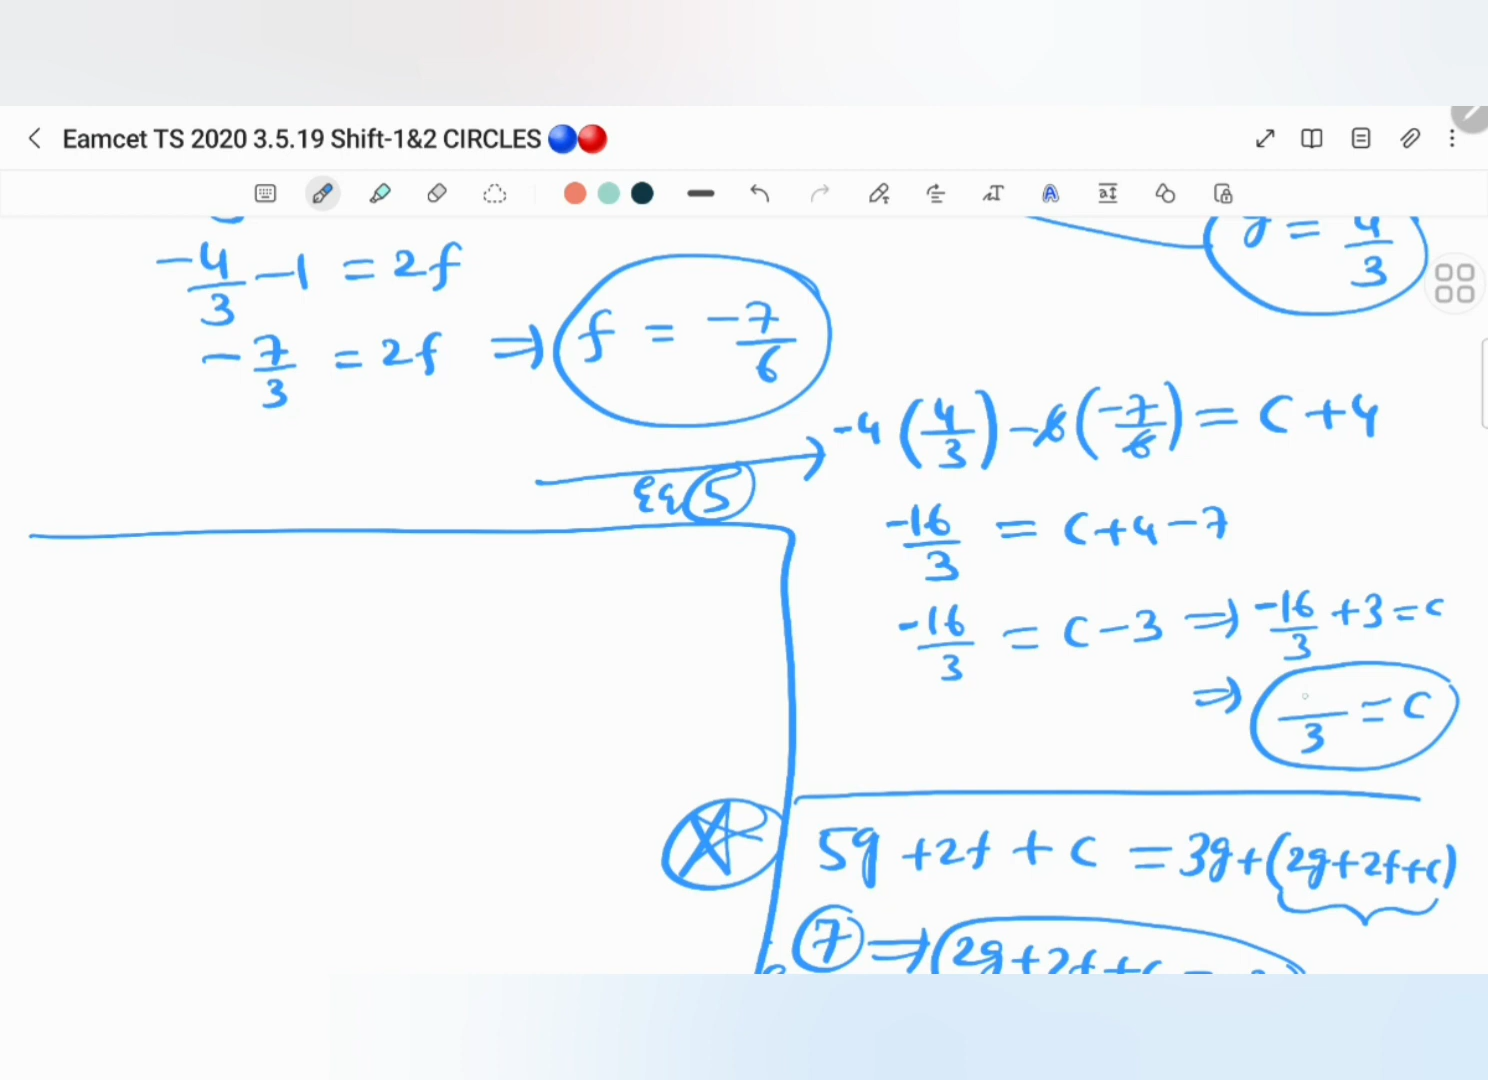 Eamcet TS 2020 3.5.19 Shift-1&2 CIRCLES 🔵🔴
-4/3 - 1 = 2f
-7/3 = 2f ⇒ f = -7/6
g = 4/3
Eq 5 → -4(4/3) - 6(-7/6) = c + 4
-16/3 = c + 4 - 7
-16/3 = c - 3 ⇒ -16/3 + 3 = c
⇒ /3 = c
5g + 2f + c = 3g + (2g + 2f + c)
7 ⇒ (2g + 2f + c